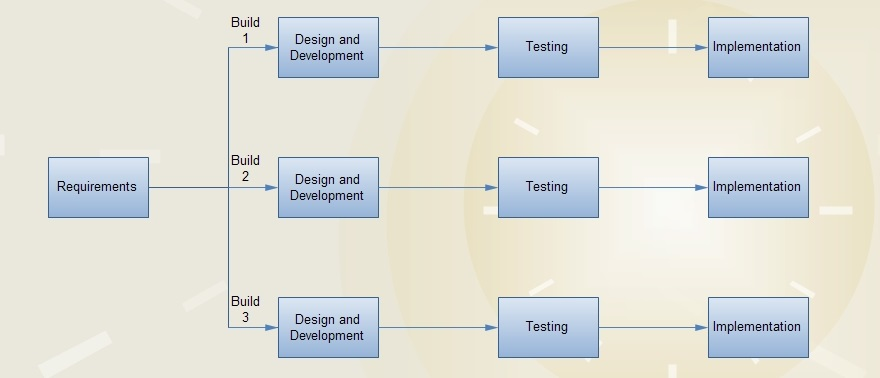 Build
1
Design and
Development
Testing
Implementation
Requirements
Build
2
Design and
Development
Testing
Implementation
Build
3
Design and
Development
Testing
Implementation